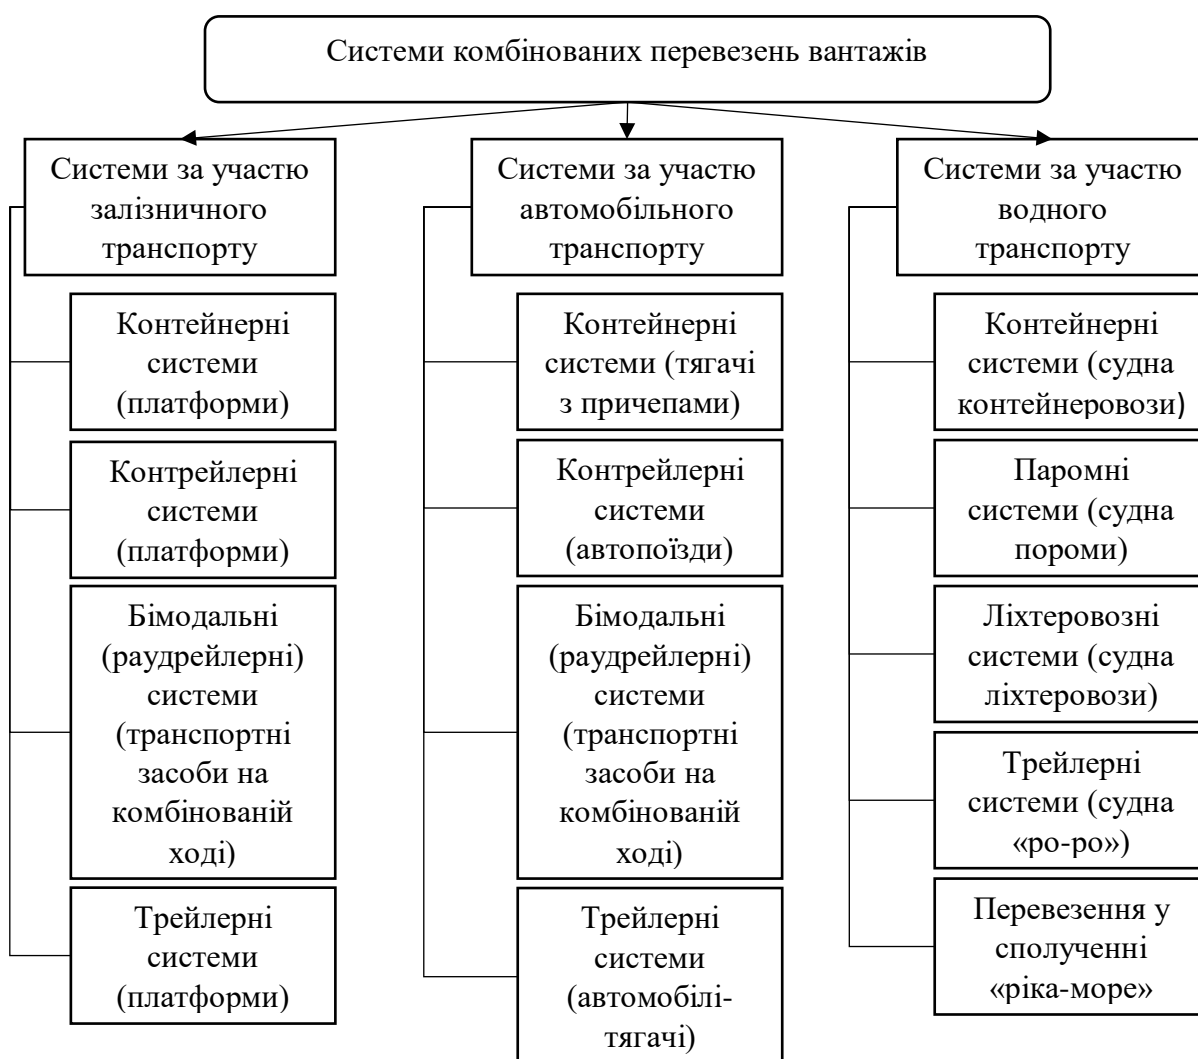 Системи комбінованих перевезень вантажів
Системи за участю
залізничного
транспорту
Контейнерні
системи
(платформи)
Контрейлерні
системи
(платформи)
Бімодальні
(раудрейлерні)
системи
(транспортні
засоби на
комбінованій
ході)
Трейлерні
системи
(платформи)
Системи за участю
автомобільного
транспорту
Контейнерні
системи (тягачі
з причепами)
Контрейлерні
системи
(автопоїзди)
Бімодальні
(раудрейлерні)
системи
(транспортні
засоби на
комбінованій
ході)
Трейлерні
системи
(автомобілі-
тягачі)
Системи за участю
водного
транспорту
Контейнерні
системи (судна
контейнеровози)
Паромні
системи (судна
пороми)
Ліхтеровозні
системи (судна
ліхтеровози)
Трейлерні
системи (судна
«ро-ро»)
Перевезення у
сполученні
«ріка-море»